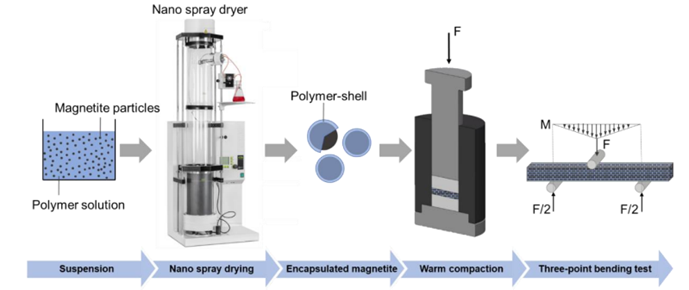 Nano spray dryer
Magnetite particles
Polymer solution
Polymer-shell
F
M
F
F/2
F/2
Suspension
Nano spray drying
Encapsulated magnetite
Warm compaction
Three-point bending test